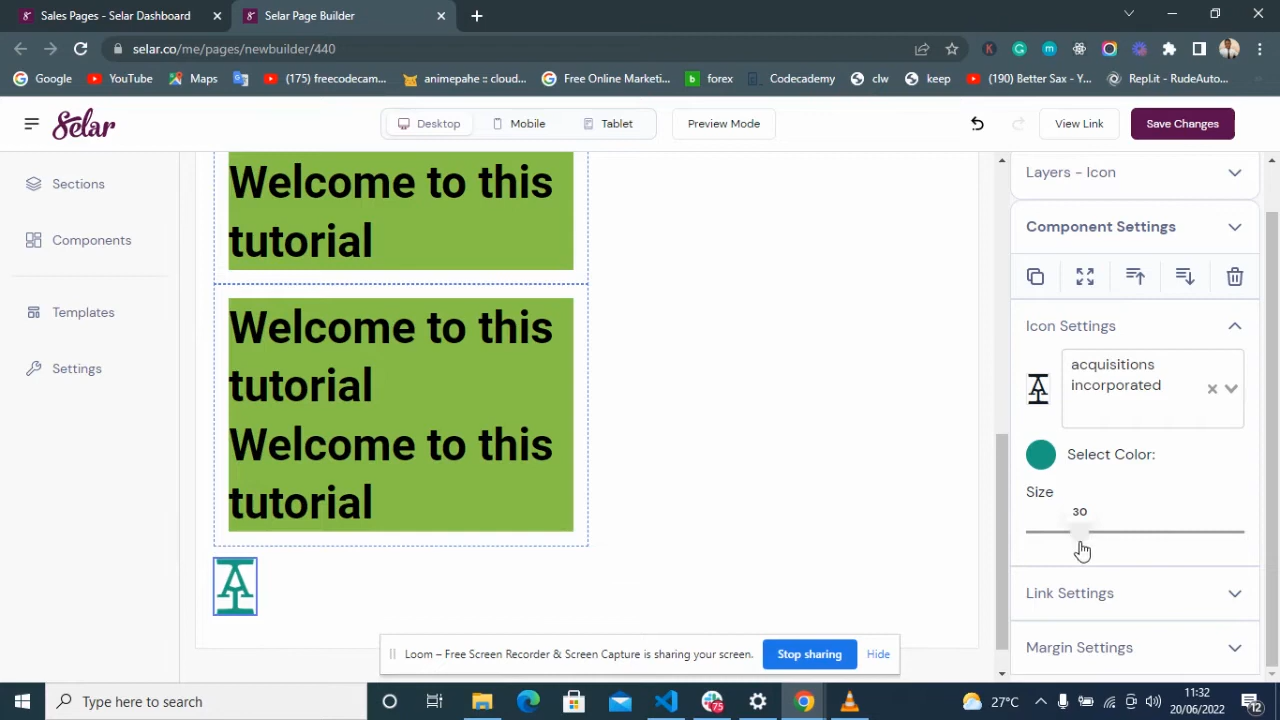 Sales Pages - Selar Dashboard
Selar Page Builder
selar.co/me/pages/newbuilder/440
Google
YouTube
Maps
(175) freecodecam...
animepahe :: cloud...
Free Online Marketi...
forex
Codecademy
clw
keep
(190) Better Sax - Y...
RepLit - RudeAuto...
Selar
Desktop
Mobile
Tablet
Preview Mode
View Link
Save Changes
Sections
Components
Templates
Settings
Welcome to this
tutorial
Welcome to this
tutorial
Welcome to this
tutorial
Layers - Icon
Component Settings
Icon Settings
acquisitions
incorporated
Select Color:
Size
30
Link Settings
Margin Settings
Loom – Free Screen Recorder & Screen Capture is sharing your screen.
Stop sharing
Hide
Type here to search
75
27°C
11:32
20/06/2022
12